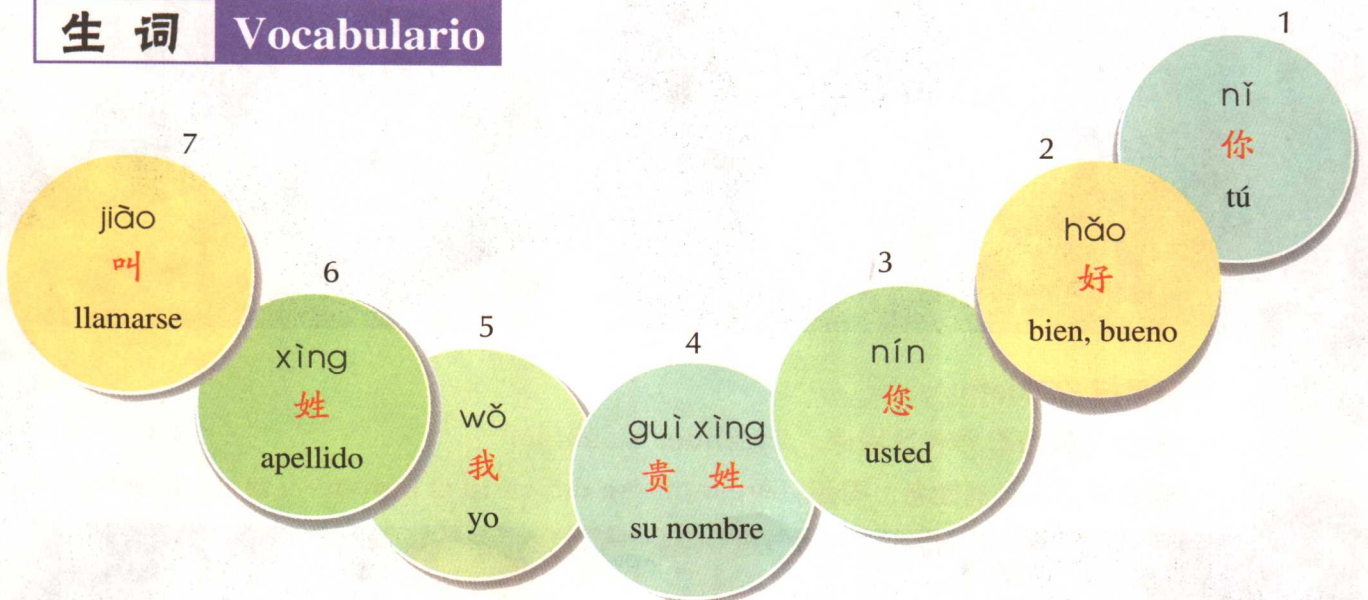 生 词 Vocabulario
1
nǐ
你
tú
2
hǎo
好
bien, bueno
3
nín
您
usted
4
guì xìng
贵 姓
su nombre
5
wǒ
我
yo
6
xìng
姓
apellido
7
jiào
叫
llamarse